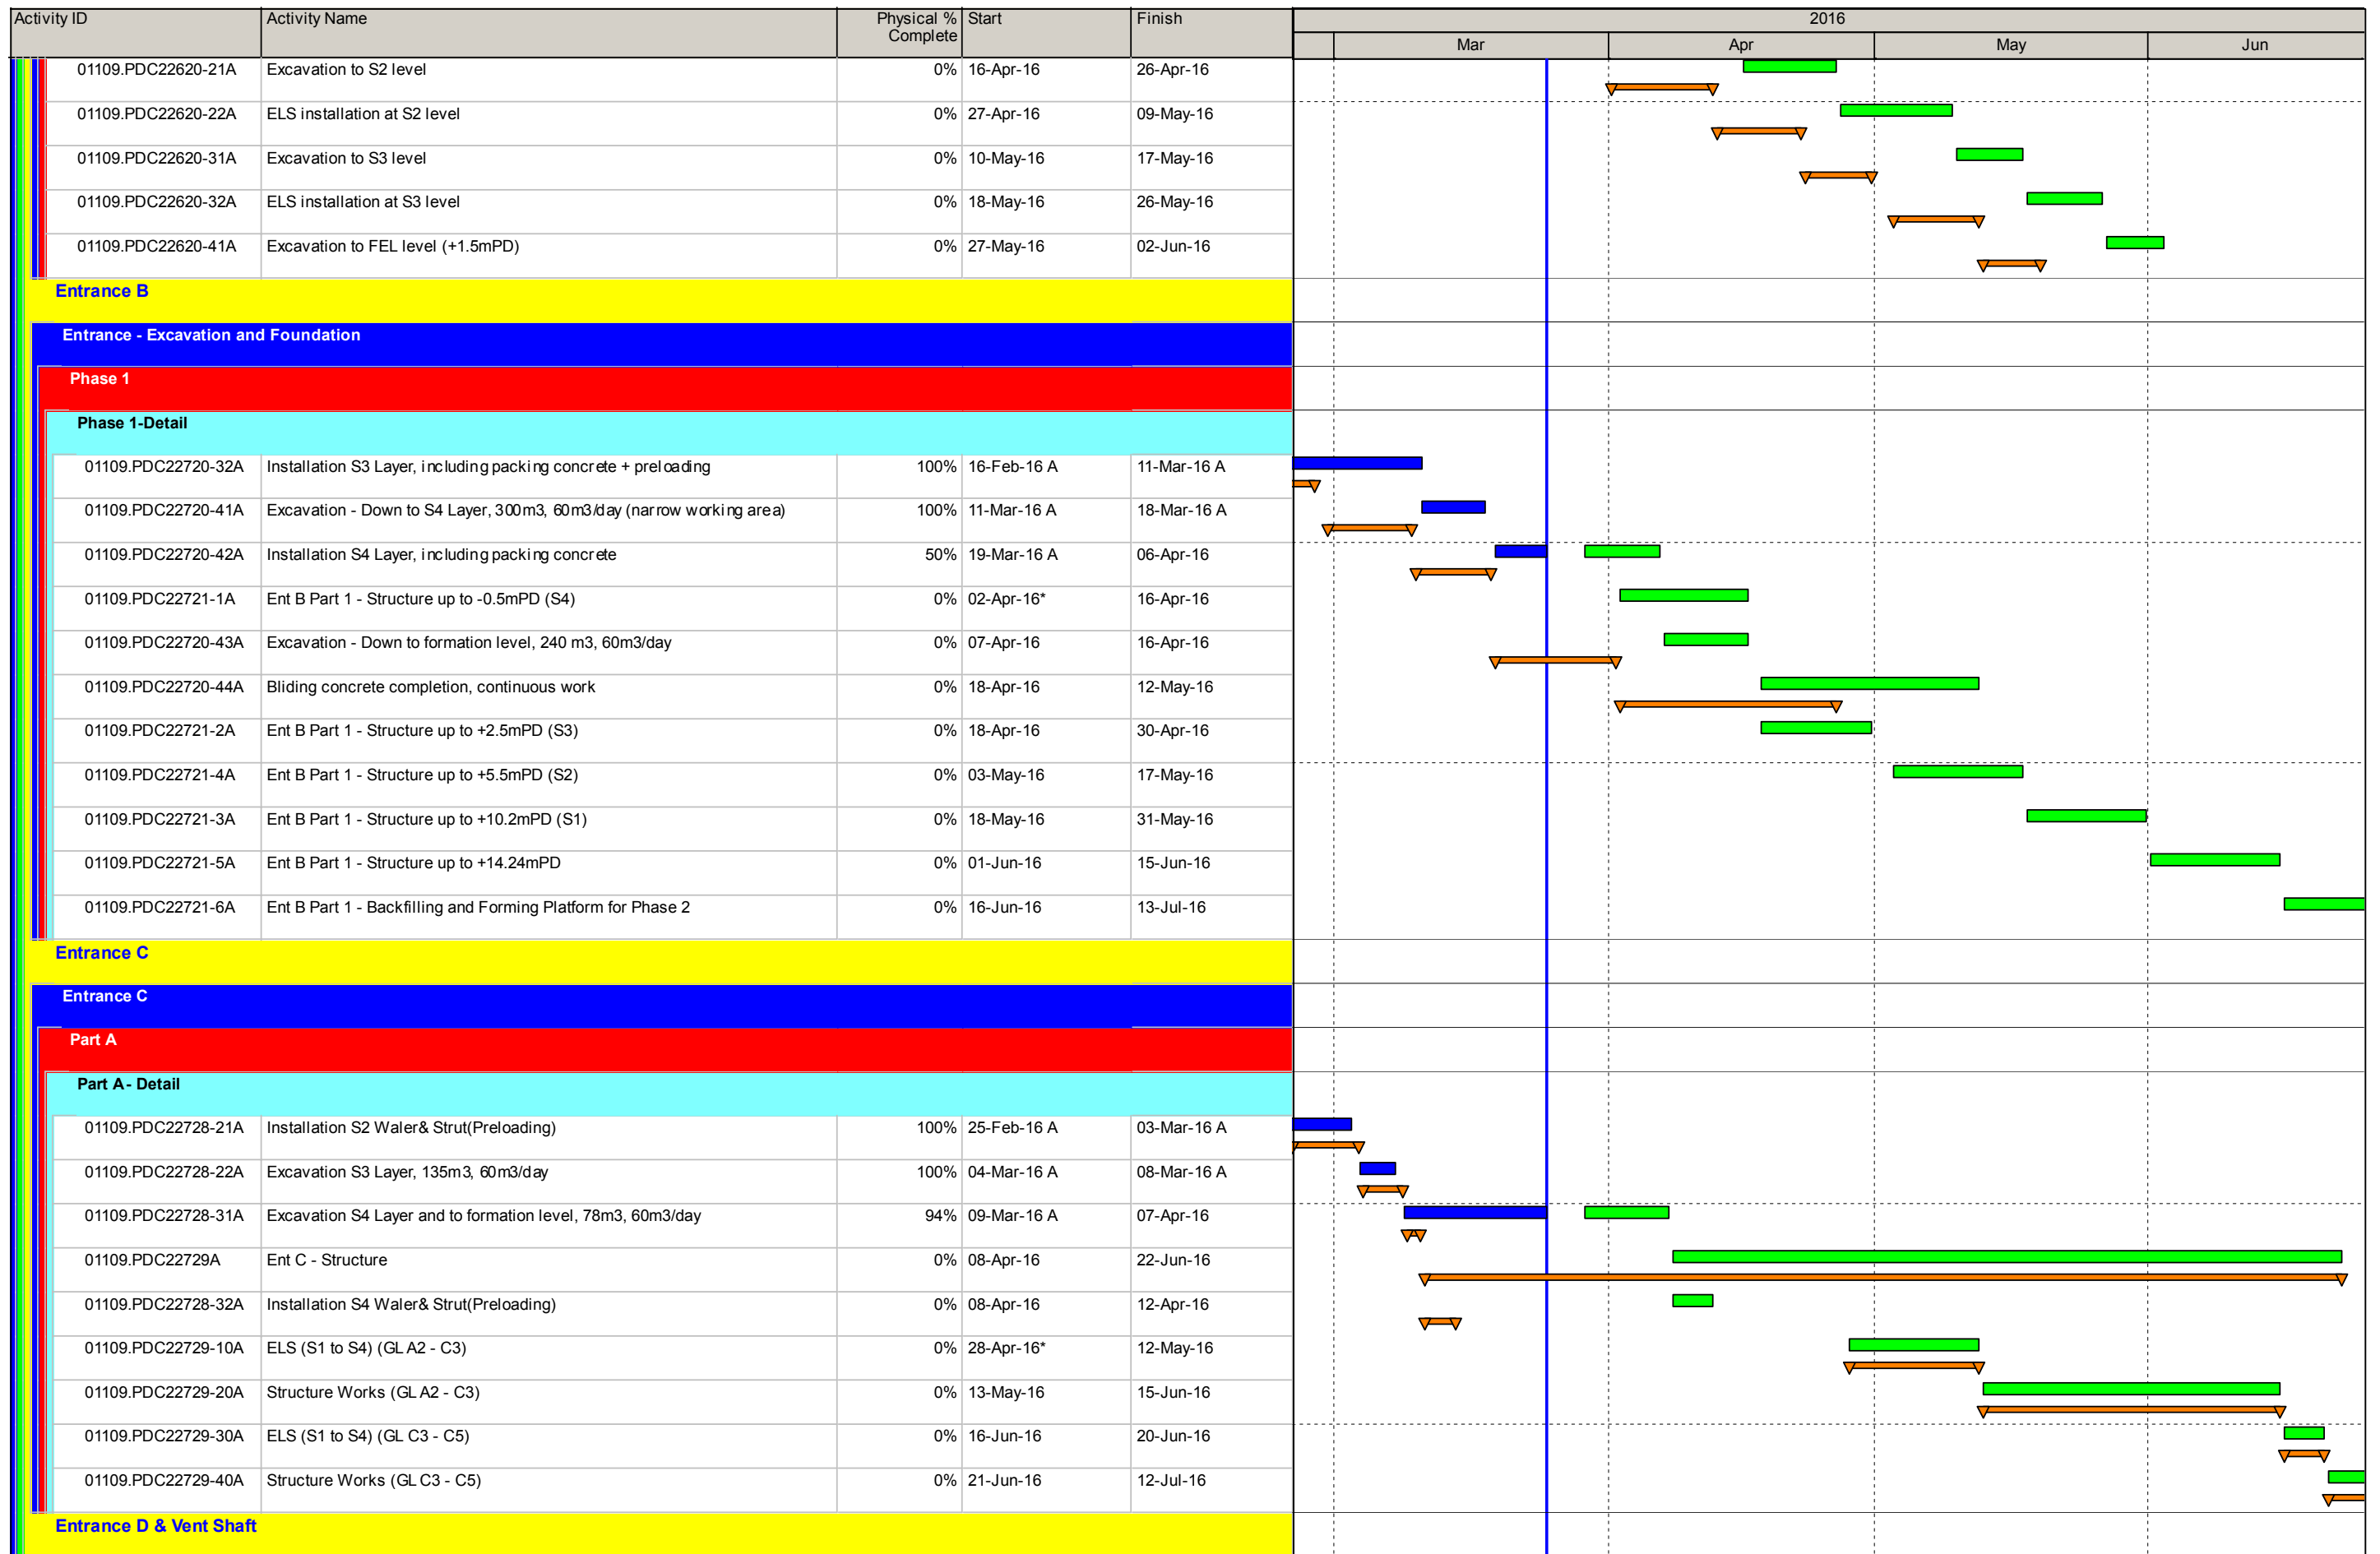 Activity ID Activity Name Physical % Complete Start Finish 2016
Mar Apr May Jun
01109.PDC22620-21A Excavation to S2 level 0% 16-Apr-16 26-Apr-16
01109.PDC22620-22A ELS installation at S2 level 0% 27-Apr-16 09-May-16
01109.PDC22620-31A Excavation to S3 level 0% 10-May-16 17-May-16
01109.PDC22620-32A ELS installation at S3 level 0% 18-May-16 26-May-16
01109.PDC22620-41A Excavation to FEL level (+1.5mPD) 0% 27-May-16 02-Jun-16
Entrance B
Entrance - Excavation and Foundation
Phase 1
Phase 1-Detail
01109.PDC22720-32A Installation S3 Layer, including packing concrete + preloading 100% 16-Feb-16 A 11-Mar-16 A
01109.PDC22720-41A Excavation - Down to S4 Layer, 300m3, 60m3/day (narrow working area) 100% 11-Mar-16 A 18-Mar-16 A
01109.PDC22720-42A Installation S4 Layer, including packing concrete 50% 19-Mar-16 A 06-Apr-16
01109.PDC22721-1A Ent B Part 1 - Structure up to -0.5mPD (S4) 0% 02-Apr-16* 16-Apr-16
01109.PDC22720-43A Excavation - Down to formation level, 240 m3, 60m3/day 0% 07-Apr-16 16-Apr-16
01109.PDC22720-44A Bliding concrete completion, continuous work 0% 18-Apr-16 12-May-16
01109.PDC22721-2A Ent B Part 1 - Structure up to +2.5mPD (S3) 0% 18-Apr-16 30-Apr-16
01109.PDC22721-4A Ent B Part 1 - Structure up to +5.5mPD (S2) 0% 03-May-16 17-May-16
01109.PDC22721-3A Ent B Part 1 - Structure up to +10.2mPD (S1) 0% 18-May-16 31-May-16
01109.PDC22721-5A Ent B Part 1 - Structure up to +14.24mPD 0% 01-Jun-16 15-Jun-16
01109.PDC22721-6A Ent B Part 1 - Backfilling and Forming Platform for Phase 2 0% 16-Jun-16 13-Jul-16
Entrance C
Entrance C
Part A
Part A- Detail
01109.PDC22728-21A Installation S2 Waler& Strut(Preloading) 100% 25-Feb-16 A 03-Mar-16 A
01109.PDC22728-22A Excavation S3 Layer, 135m3, 60m3/day 100% 04-Mar-16 A 08-Mar-16 A
01109.PDC22728-31A Excavation S4 Layer and to formation level, 78m3, 60m3/day 94% 09-Mar-16 A 07-Apr-16
01109.PDC22729A Ent C - Structure 0% 08-Apr-16 22-Jun-16
01109.PDC22728-32A Installation S4 Waler& Strut(Preloading) 0% 08-Apr-16 12-Apr-16
01109.PDC22729-10A ELS (S1 to S4) (GL A2 - C3) 0% 28-Apr-16* 12-May-16
01109.PDC22729-20A Structure Works (GL A2 - C3) 0% 13-May-16 15-Jun-16
01109.PDC22729-30A ELS (S1 to S4) (GL C3 - C5) 0% 16-Jun-16 20-Jun-16
01109.PDC22729-40A Structure Works (GL C3 - C5) 0% 21-Jun-16 12-Jul-16
Entrance D & Vent Shaft